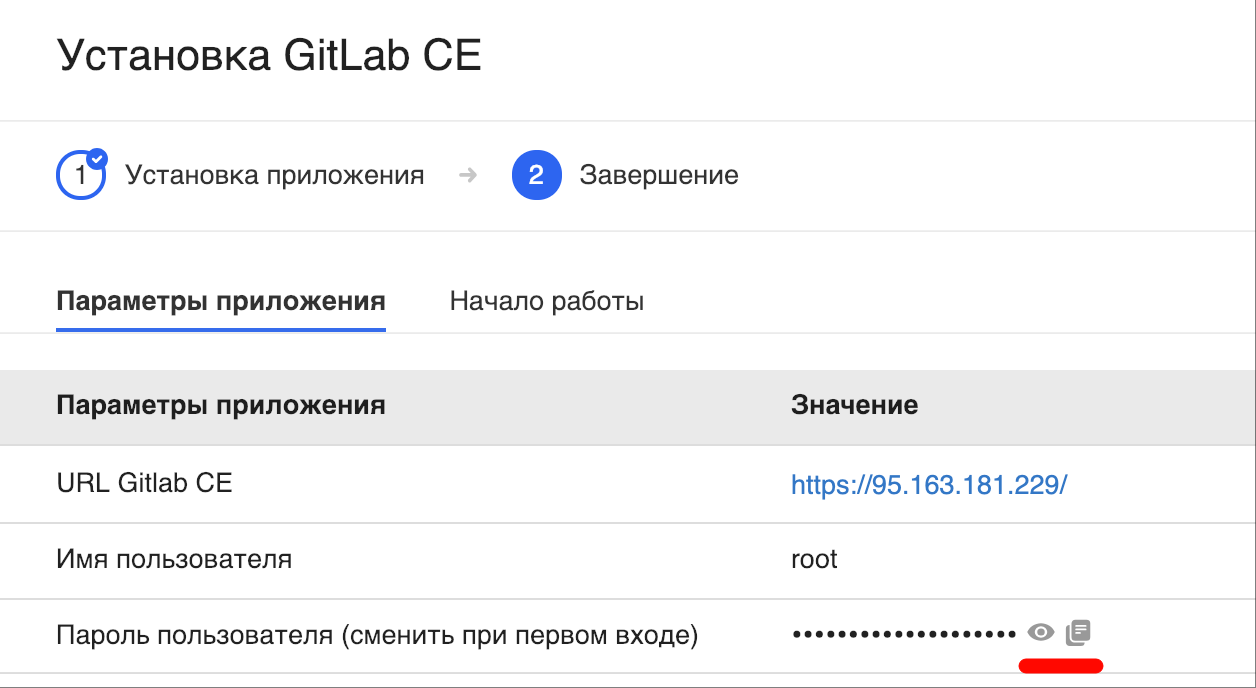 Установка GitLab CE
1 Установка приложения → 2 Завершение
Параметры приложения Начало работы
Параметры приложения Значение
URL Gitlab CE https://95.163.181.229/
Имя пользователя root
Пароль пользователя (сменить при первом входе) ••••••••••••••••••••